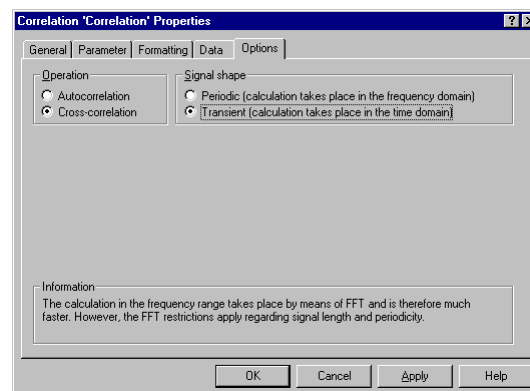 Correlation 'Correlation' Properties
General Parameter Formatting Data Options
Operation
Autocorrelation
Cross-correlation
Signal shape
Periodic (calculation takes place in the frequency domain)
Transient (calculation takes place in the time domain)
Information
The calculation in the frequency range takes place by means of FFT and is therefore much
faster. However, the FFT restrictions apply regarding signal length and periodicity.
OK Cancel Apply Help